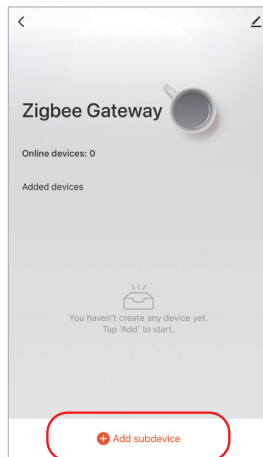 Zigbee Gateway
Online devices: 0
Added devices
You haven't create any device yet.
Tap 'Add' to start.
Add subdevice